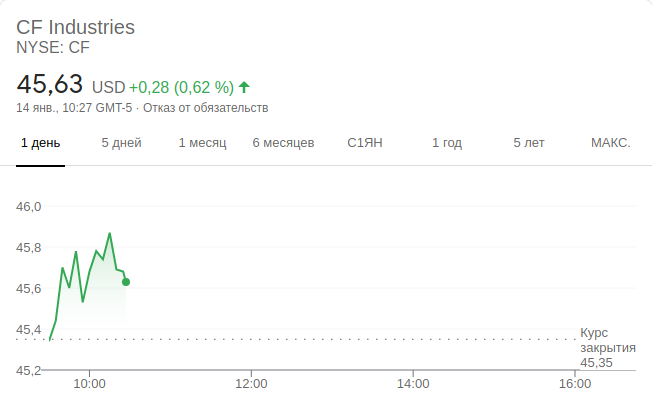 CF Industries
NYSE: CF
45,63 USD +0,28 (0,62 %)
14 янв., 10:27 GMT-5 · Отказ от обязательств
1 день 5 дней 1 месяц 6 месяцев С1ЯН 1 год 5 лет МАКС.
46,0
45,8
45,6
45,4
Курс
закрытия
45,35
45,2
10:00 12:00 14:00 16:00